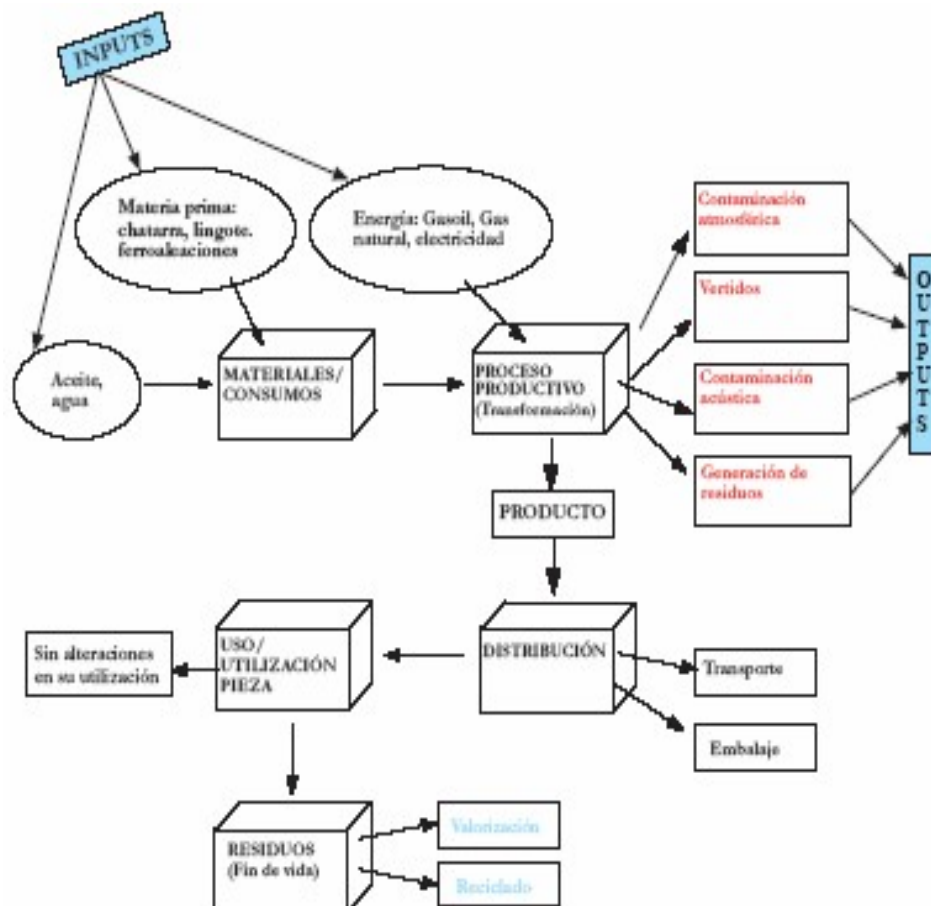 INPUTS
Materia prima:
chatarra, lingote.
ferroaleaciones
Energía: Gasoil, Gas
natural, electricidad
Aceite,
agua
MATERIALES/
CONSUMOS
PROCESO
PRODUCTIVO
(Transformación)
Contaminación
atmosférica
Vertidos
Contaminación
acústica
Generación de
residuos
OUTPUTS
PRODUCTO
DISTRIBUCIÓN
Transporte
Embalaje
USO/
UTILIZACIÓN
PIEZA
Sin alteraciones
en su utilización
RESIDUOS
(Fin de vida)
Valorización
Reciclado